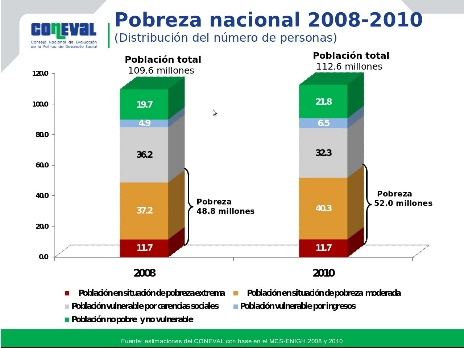 CONEVAL
Consejo Nacional de Evaluación
de la Política de Desarrollo Social
Pobreza nacional 2008-2010
(Distribución del número de personas)
Población total
109.6 millones
Población total
112.6 millones
120.0
100.0
80.0
60.0
40.0
20.0
0.0
19.7
4.9
36.2
37.2
11.7
Pobreza
48.8 millones
21.8
6.5
32.3
40.3
11.7
Pobreza
52.0 millones
2008
2010
Población en situación de pobreza extrema
Población en situación de pobreza moderada
Población vulnerable por carencias sociales
Población vulnerable por ingresos
Población no pobre y no vulnerable
Fuente: estimaciones del CONEVAL con base en el MCS-ENIGH 2008 y 2010